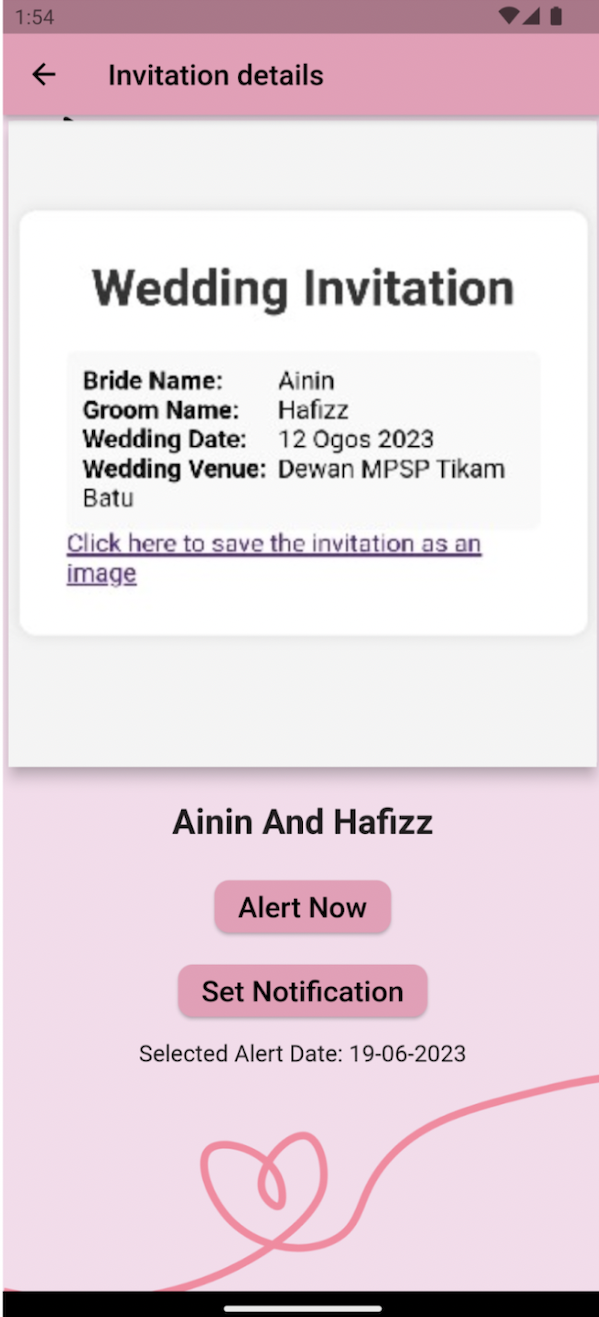 1:54
Invitation details
Wedding Invitation
Bride Name: Ainin
Groom Name: Hafizz
Wedding Date: 12 Ogos 2023
Wedding Venue: Dewan MPSP Tikam
Batu
Click here to save the invitation as an
image
Ainin And Hafizz
Alert Now
Set Notification
Selected Alert Date: 19-06-2023